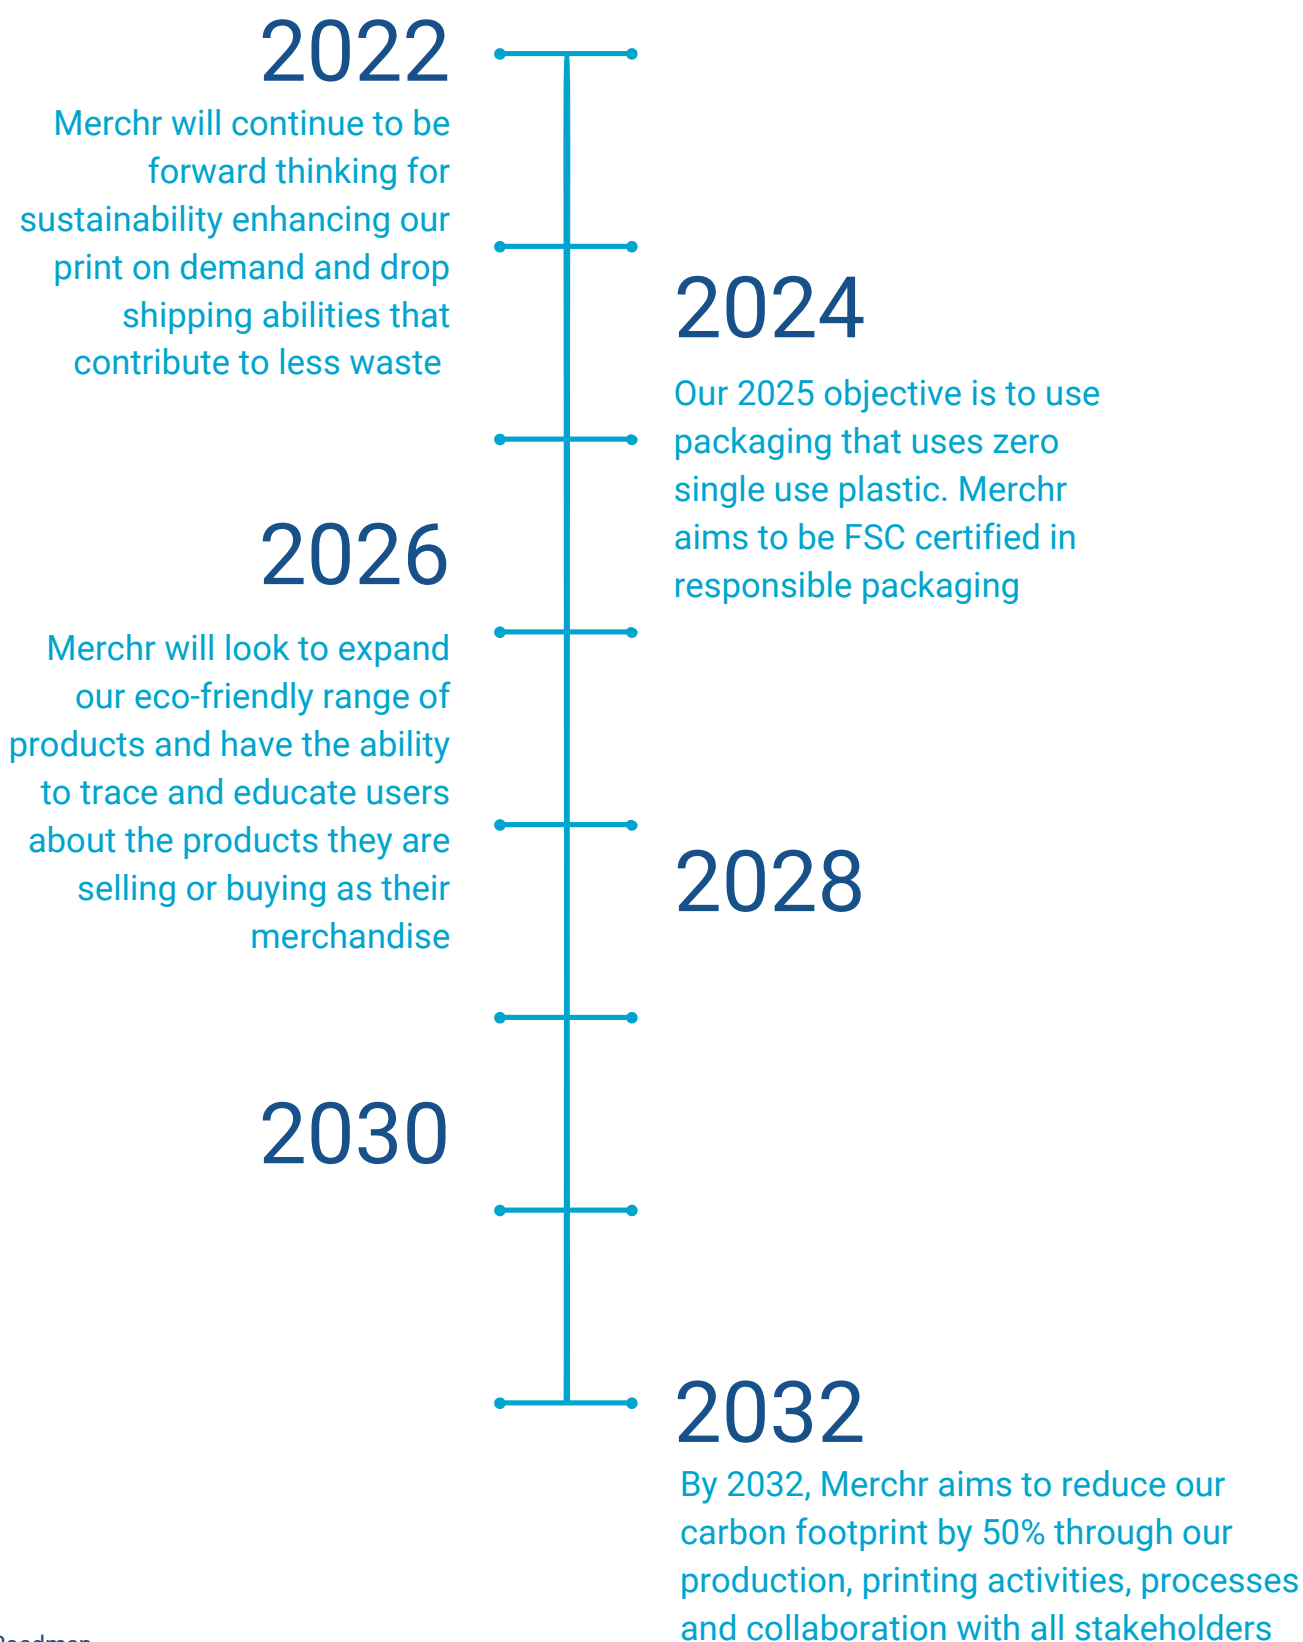 2022
Merchr will continue to be
forward thinking for
sustainability enhancing our
print on demand and drop
shipping abilities that
contribute to less waste
2024
Our 2025 objective is to use
packaging that uses zero
single use plastic. Merchr
aims to be FSC certified in
responsible packaging
2026
Merchr will look to expand
our eco-friendly range of
products and have the ability
to trace and educate users
about the products they are
selling or buying as their
merchandise
2028
2030
2032
By 2032, Merchr aims to reduce our
carbon footprint by 50% through our
production, printing activities, processes
and collaboration with all stakeholders
Roadmap